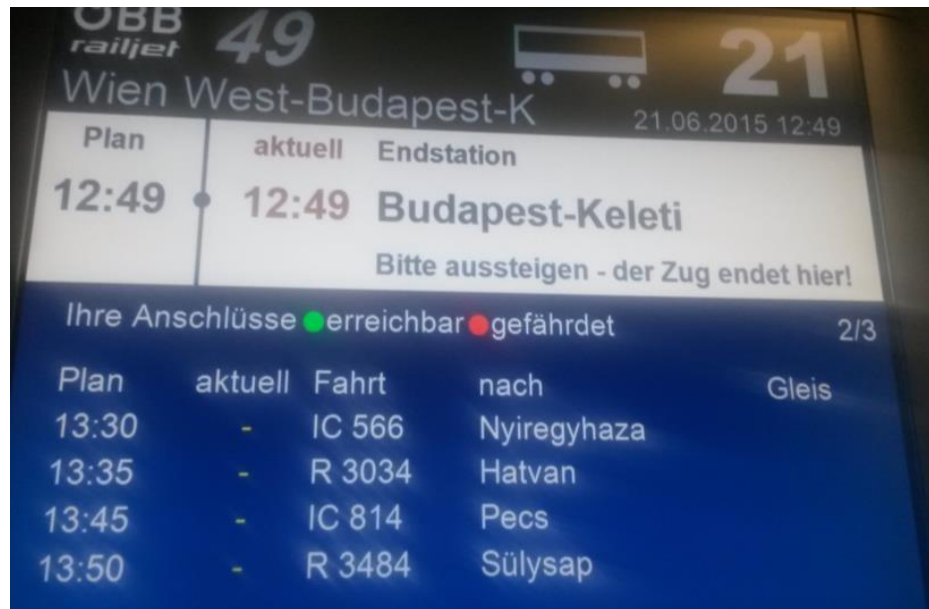 ÖBB
railjet 49 21
Wien West-Budapest-K 21.06.2015 12:49
Plan aktuell Endstation
12:49 12:49 Budapest-Keleti
Bitte aussteigen - der Zug endet hier!
Ihre Anschlüsse erreichbar gefährdet 2/3
Plan aktuell Fahrt nach Gleis
13:30 - IC 566 Nyiregyhaza
13:35 - R 3034 Hatvan
13:45 - IC 814 Pecs
13:50 - R 3484 Sülysap